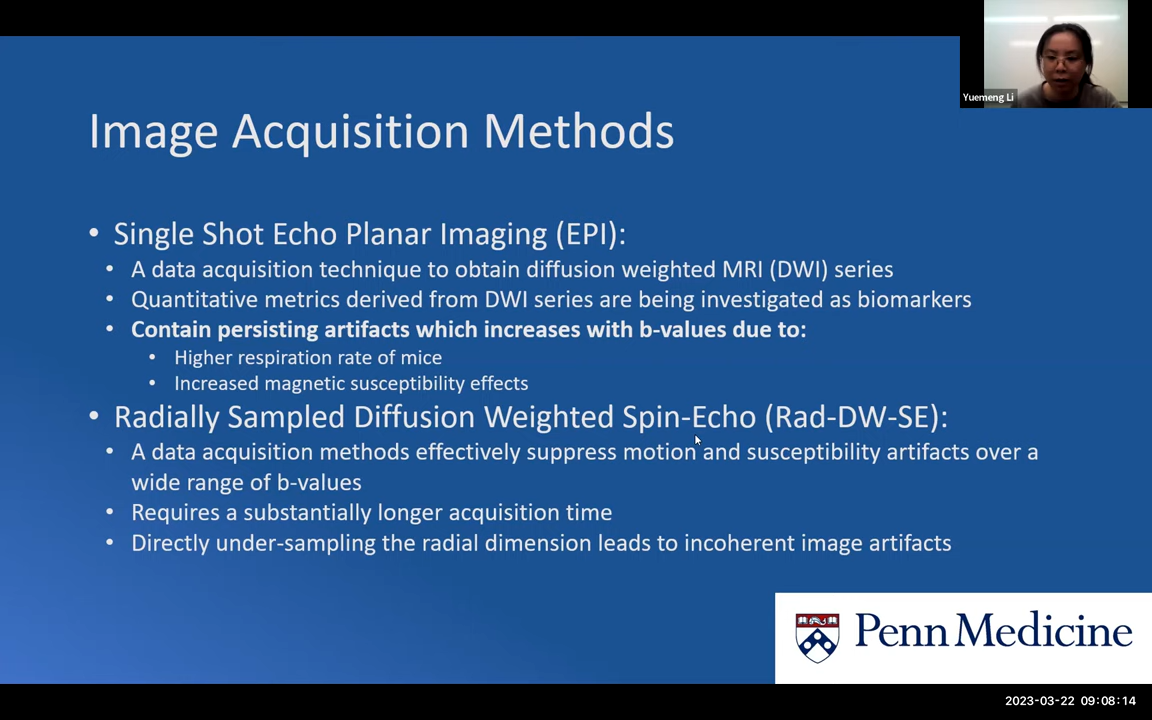 Yuemeng Li
Image Acquisition Methods
• Single Shot Echo Planar Imaging (EPI):
• A data acquisition technique to obtain diffusion weighted MRI (DWI) series
• Quantitative metrics derived from DWI series are being investigated as biomarkers
• Contain persisting artifacts which increases with b-values due to:
• Higher respiration rate of mice
• Increased magnetic susceptibility effects
• Radially Sampled Diffusion Weighted Spin-Echo (Rad-DW-SE):
• A data acquisition methods effectively suppress motion and susceptibility artifacts over a
wide range of b-values
• Requires a substantially longer acquisition time
• Directly under-sampling the radial dimension leads to incoherent image artifacts
Penn Medicine
2023-03-22 09:08:14